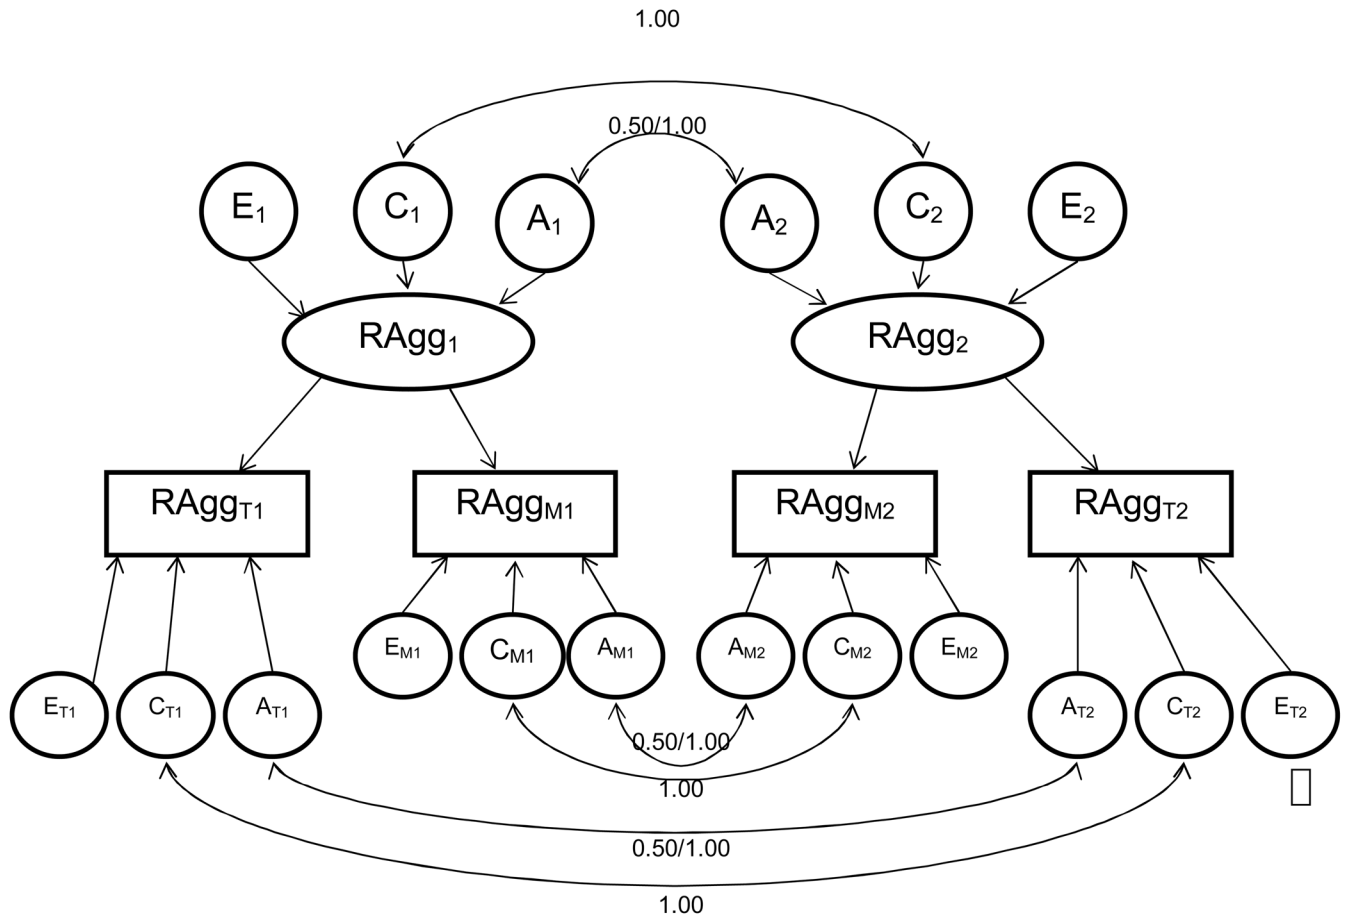 1.00
0.50/1.00
E1 C1 A1 A2 C2 E2
RAgg1 RAgg2
RAggT1 RAggM1 RAggM2 RAggT2
EM1 CM1 AM1 AM2 CM2 EM2
ET1 CT1 AT1 AT2 CT2 ET2
0.50/1.00
1.00
0.50/1.00
1.00